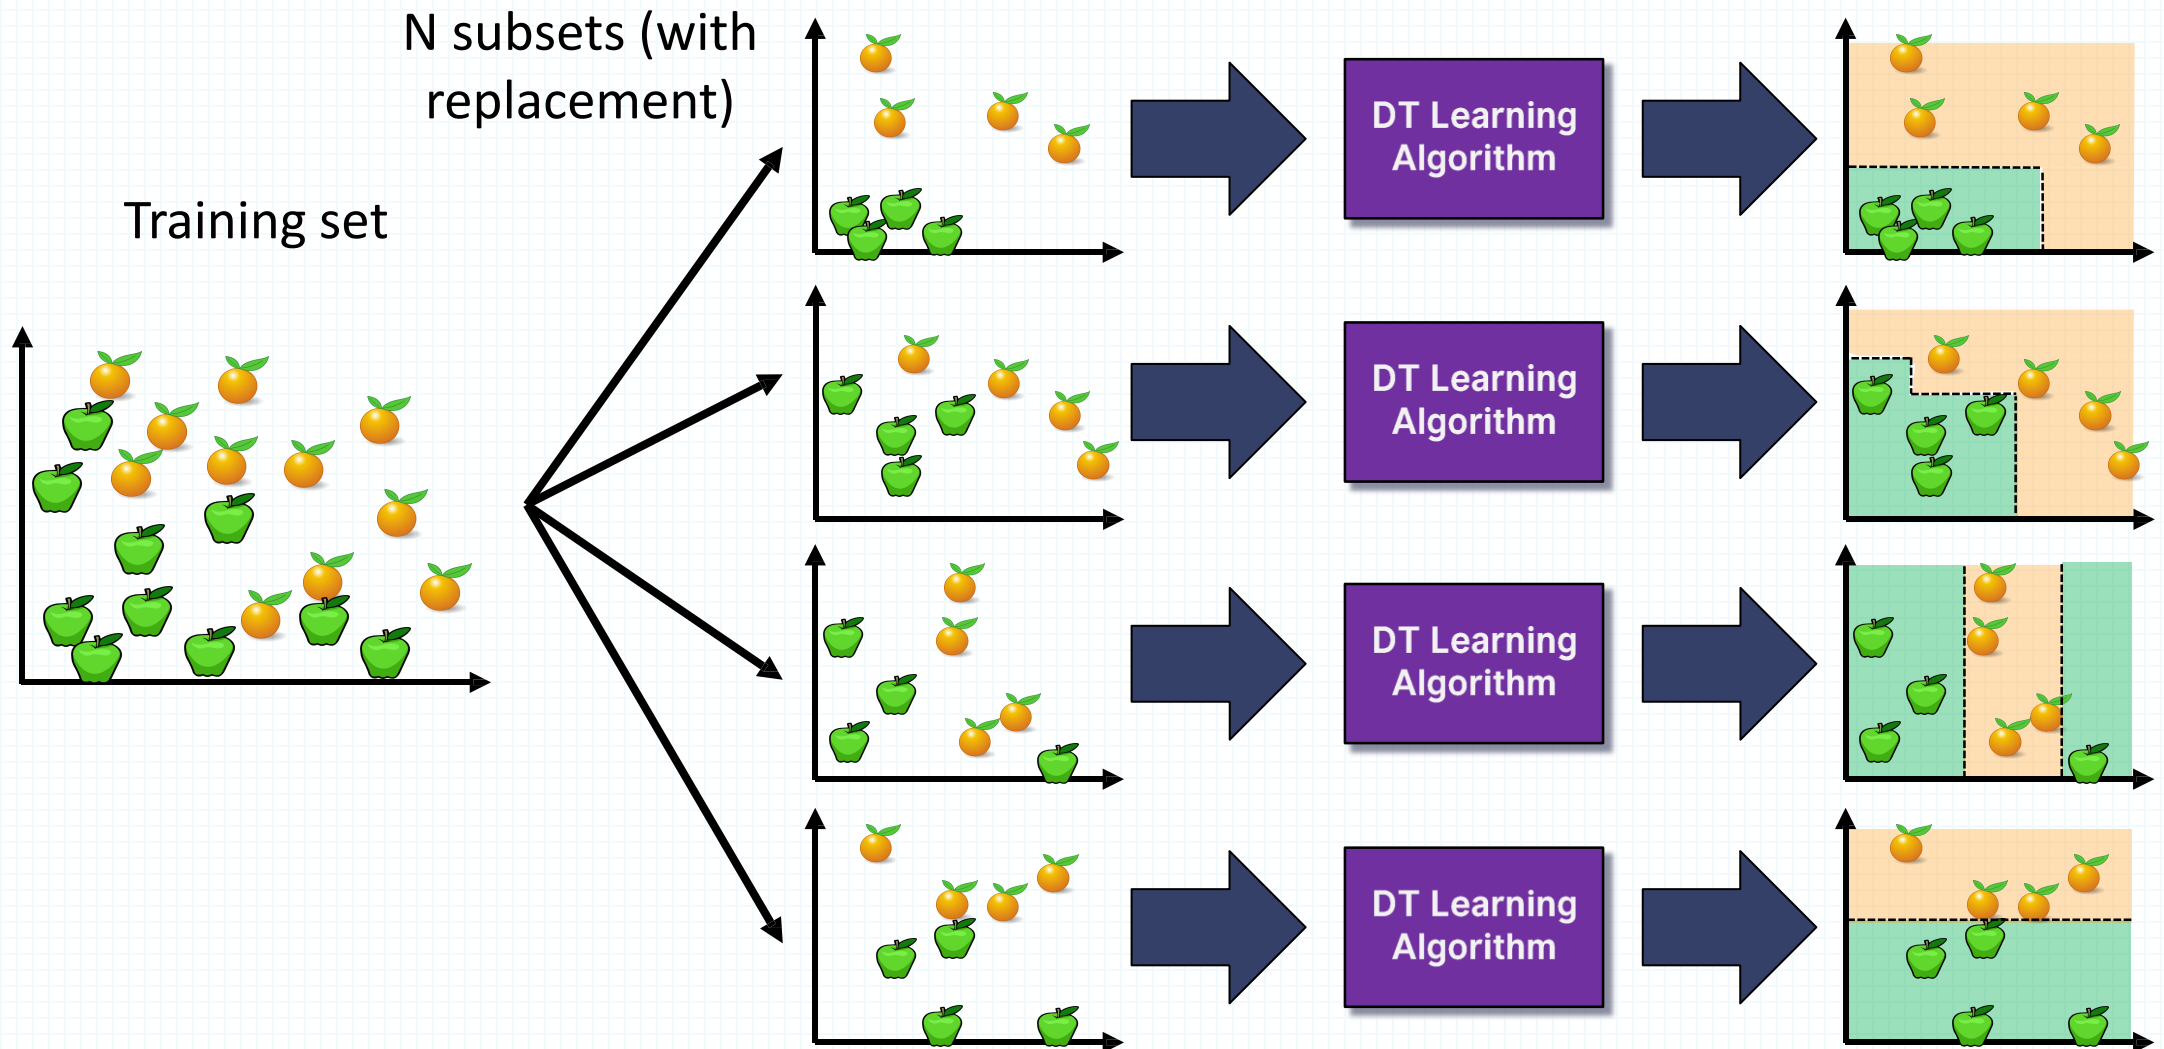 N subsets (with
replacement)
Training set
DT Learning
Algorithm
DT Learning
Algorithm
DT Learning
Algorithm
DT Learning
Algorithm